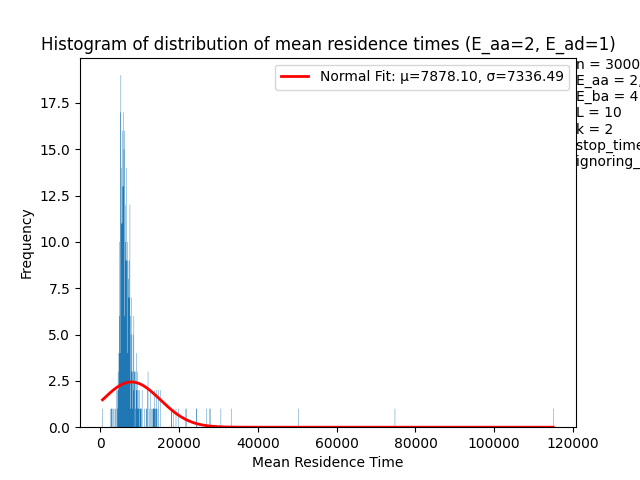 Histogram of distribution of mean residence times (E_aa=2, E_ad=1)
n = 3000
E_aa = 2,
E_ba = 4
L = 10
k = 2
stop_time
ignoring_
Normal Fit: μ=7878.10, σ=7336.49
Frequency
17.5
15.0
12.5
10.0
7.5
5.0
2.5
0.0
0
20000
40000
60000
80000
100000
120000
Mean Residence Time